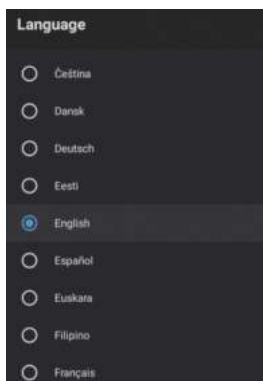 Language
Čeština
Dansk
Deutsch
Eesti
English
Español
Euskara
Filipino
Français